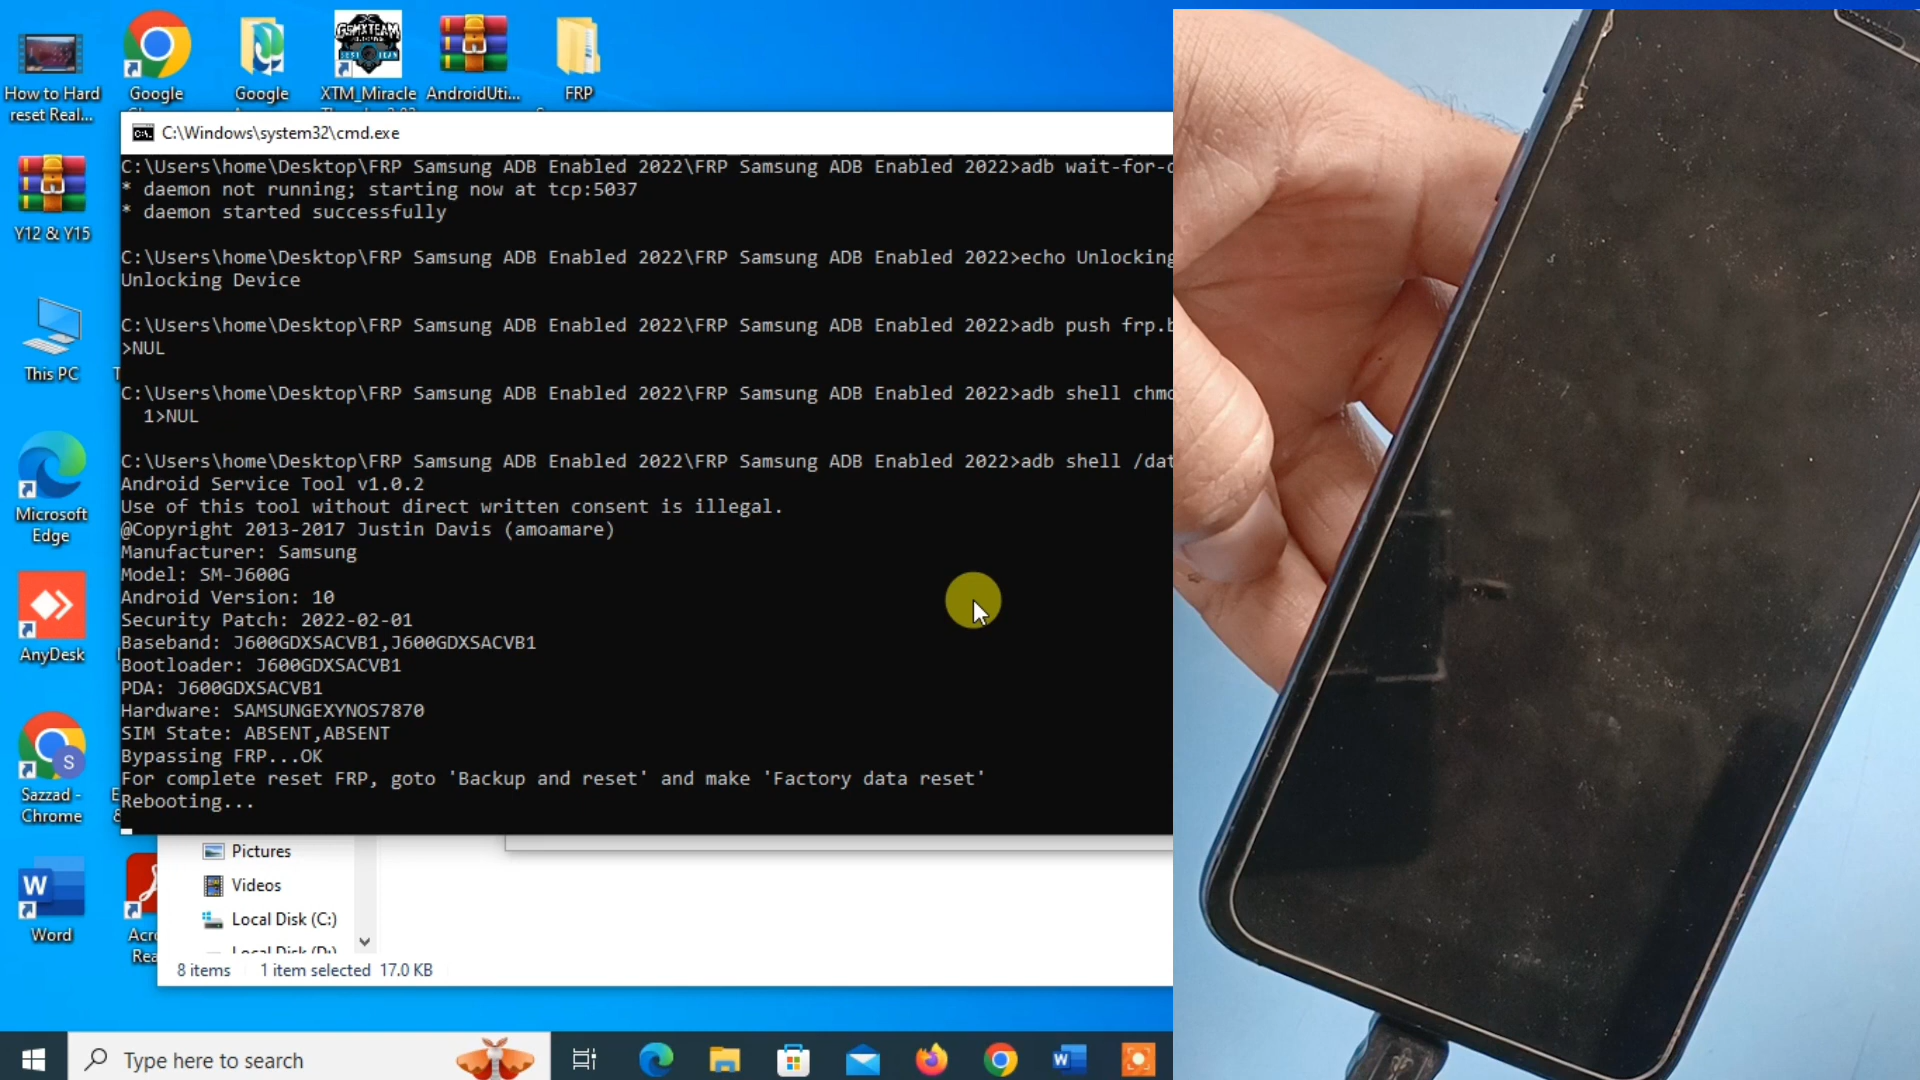 How to Hard
reset Real...
Google
Google
XTM_Miracle
AndroidUti...
FRP
C:\Windows\system32\cmd.exe
C:\Users\home\Desktop\FRP Samsung ADB Enabled 2022\FRP Samsung ADB Enabled 2022>adb wait-for-
* daemon not running; starting now at tcp:5037
* daemon started successfully
C:\Users\home\Desktop\FRP Samsung ADB Enabled 2022\FRP Samsung ADB Enabled 2022>echo Unlocking
Unlocking Device
C:\Users\home\Desktop\FRP Samsung ADB Enabled 2022\FRP Samsung ADB Enabled 2022>adb push frp.
>NUL
C:\Users\home\Desktop\FRP Samsung ADB Enabled 2022\FRP Samsung ADB Enabled 2022>adb shell chmo
1>NUL
C:\Users\home\Desktop\FRP Samsung ADB Enabled 2022\FRP Samsung ADB Enabled 2022>adb shell /dat
Android Service Tool v1.0.2
Use of this tool without direct written consent is illegal.
@Copyright 2013-2017 Justin Davis (amoamare)
Manufacturer: Samsung
Model: SM-J600G
Android Version: 10
Security Patch: 2022-02-01
Baseband: J600GDXSACVB1,J600GDXSACVB1
Bootloader: J600GDXSACVB1
PDA: J600GDXSACVB1
Hardware: SAMSUNGEXYNOS7870
SIM State: ABSENT,ABSENT
Bypassing FRP...OK
For complete reset FRP, goto 'Backup and reset' and make 'Factory data reset'
Rebooting...
Y12 & Y15
This PC
Microsoft
Edge
AnyDesk
Sazzad -
Chrome
Word
Acr
Rea
Pictures
Videos
Local Disk (C:)
Local Disk (D:)
8 items
1 item selected 17.0 KB
Type here to search